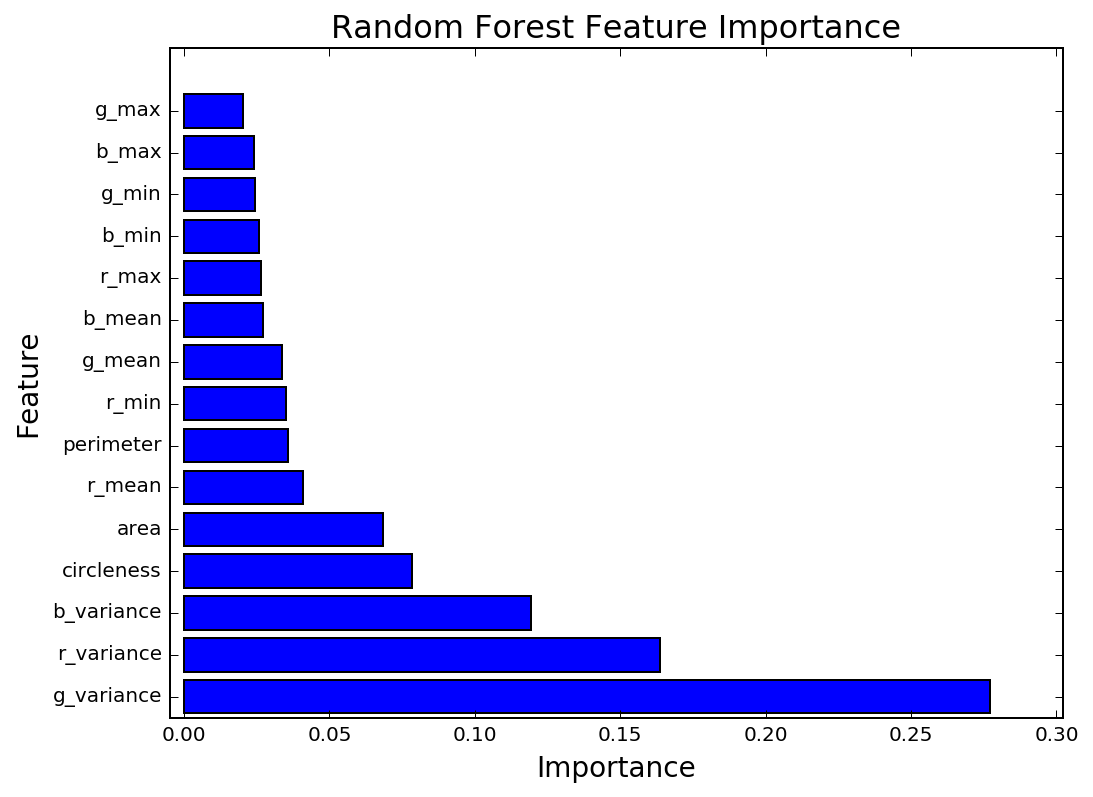 Random Forest Feature Importance
g_max
b_max
g_min
b_min
r_max
b_mean
g_mean
r_min
perimeter
r_mean
area
circleness
b_variance
r_variance
g_variance
Feature
0.00 0.05 0.10 0.15 0.20 0.25 0.30
Importance